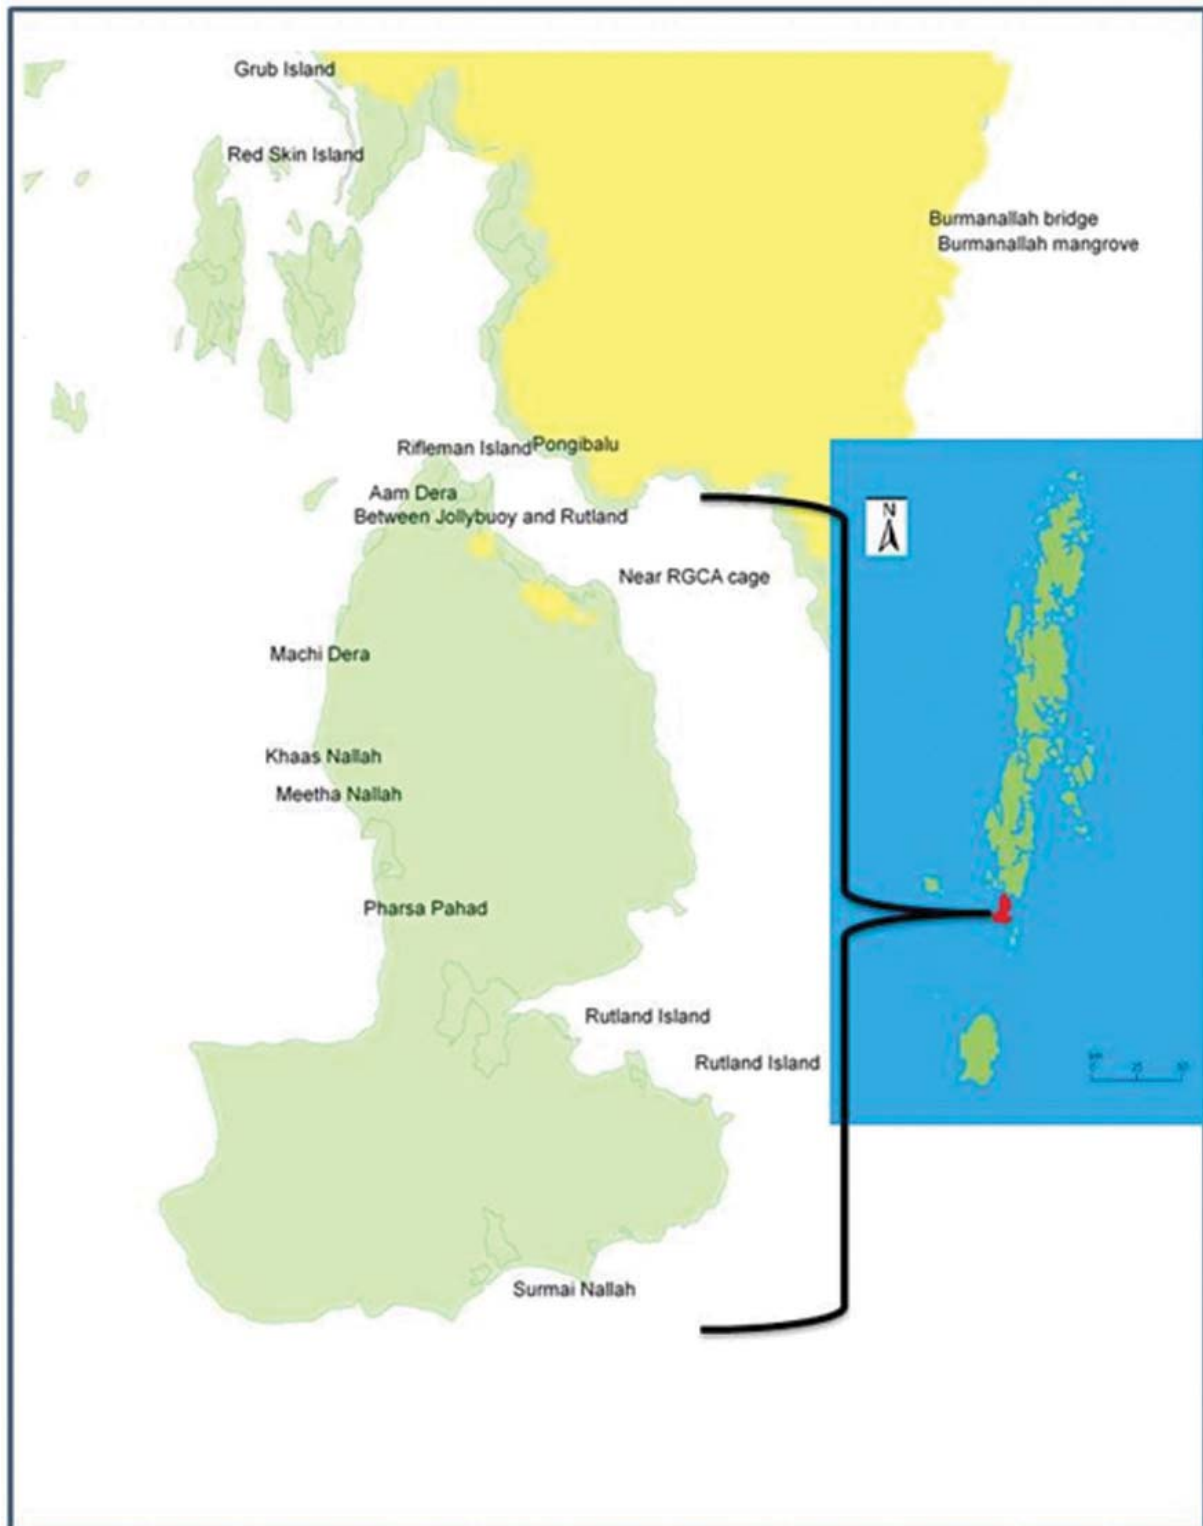 Grub Island
Red Skin Island
Burmanallah bridge
Burmanallah mangrove
Rifleman Island
Pongibalu
Aam Dera
Between Jollybuoy and Rutland
N
Near RGCA cage
Machi Dera
Khaas Nallah
Meetha Nallah
Pharsa Pahad
Rutland Island
Rutland Island
Surmai Nallah